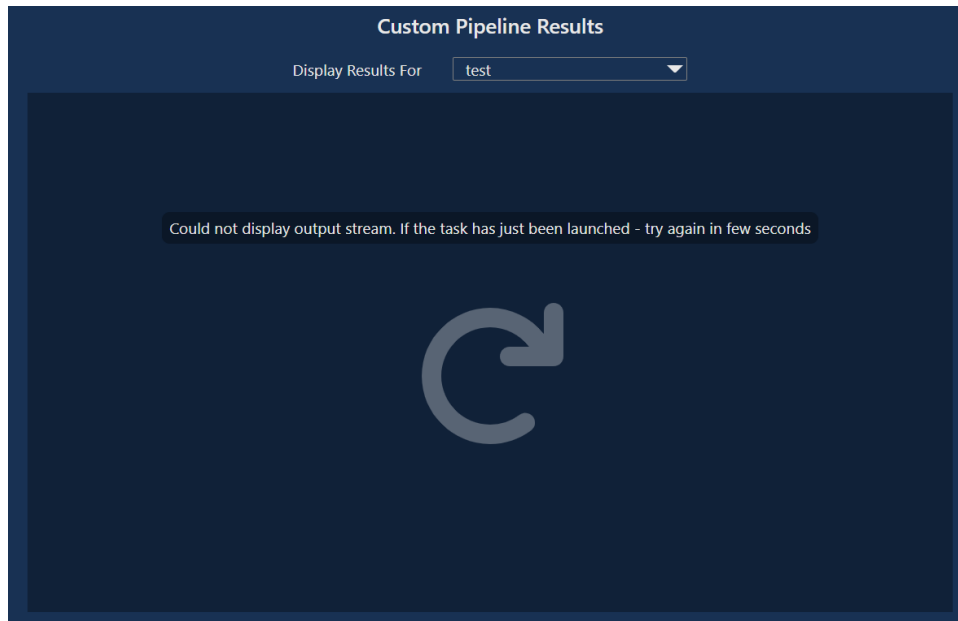 Custom Pipeline Results
Display Results For test
Could not display output stream. If the task has just been launched - try again in few seconds